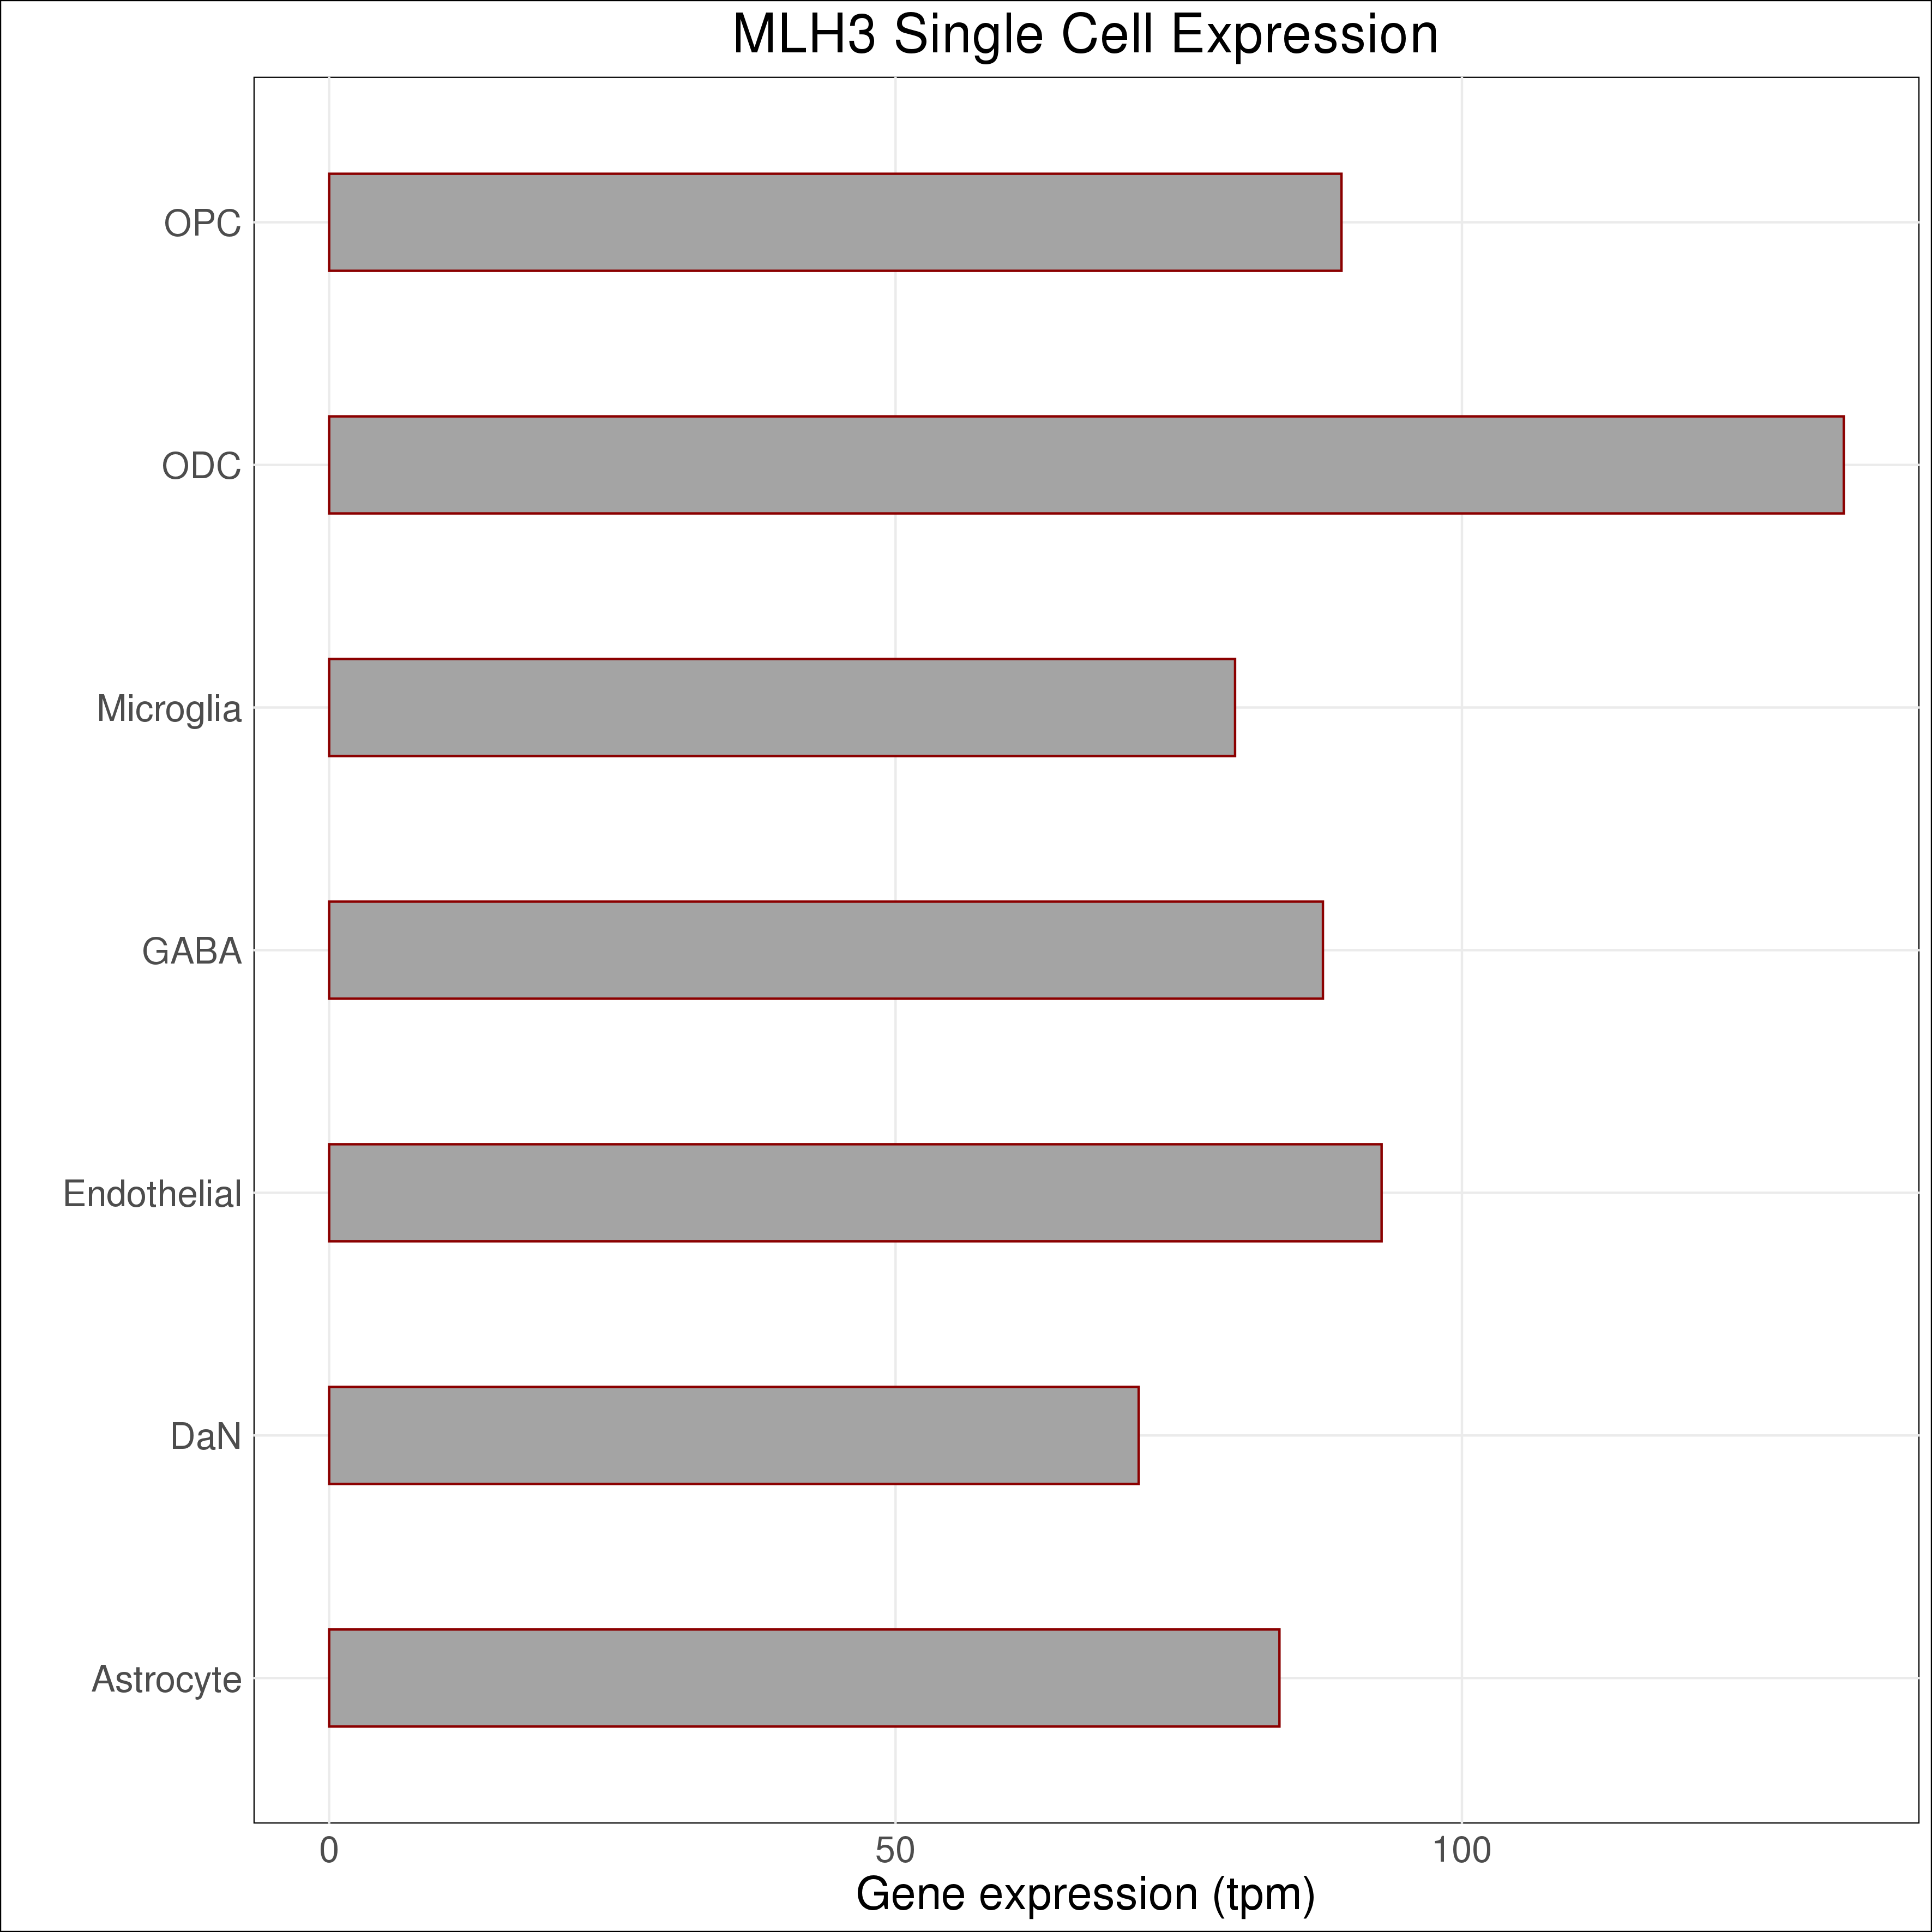 MLH3 Single Cell Expression
OPC
ODC
Microglia
GABA
Endothelial
DaN
Astrocyte
0 50 100
Gene expression (tpm)